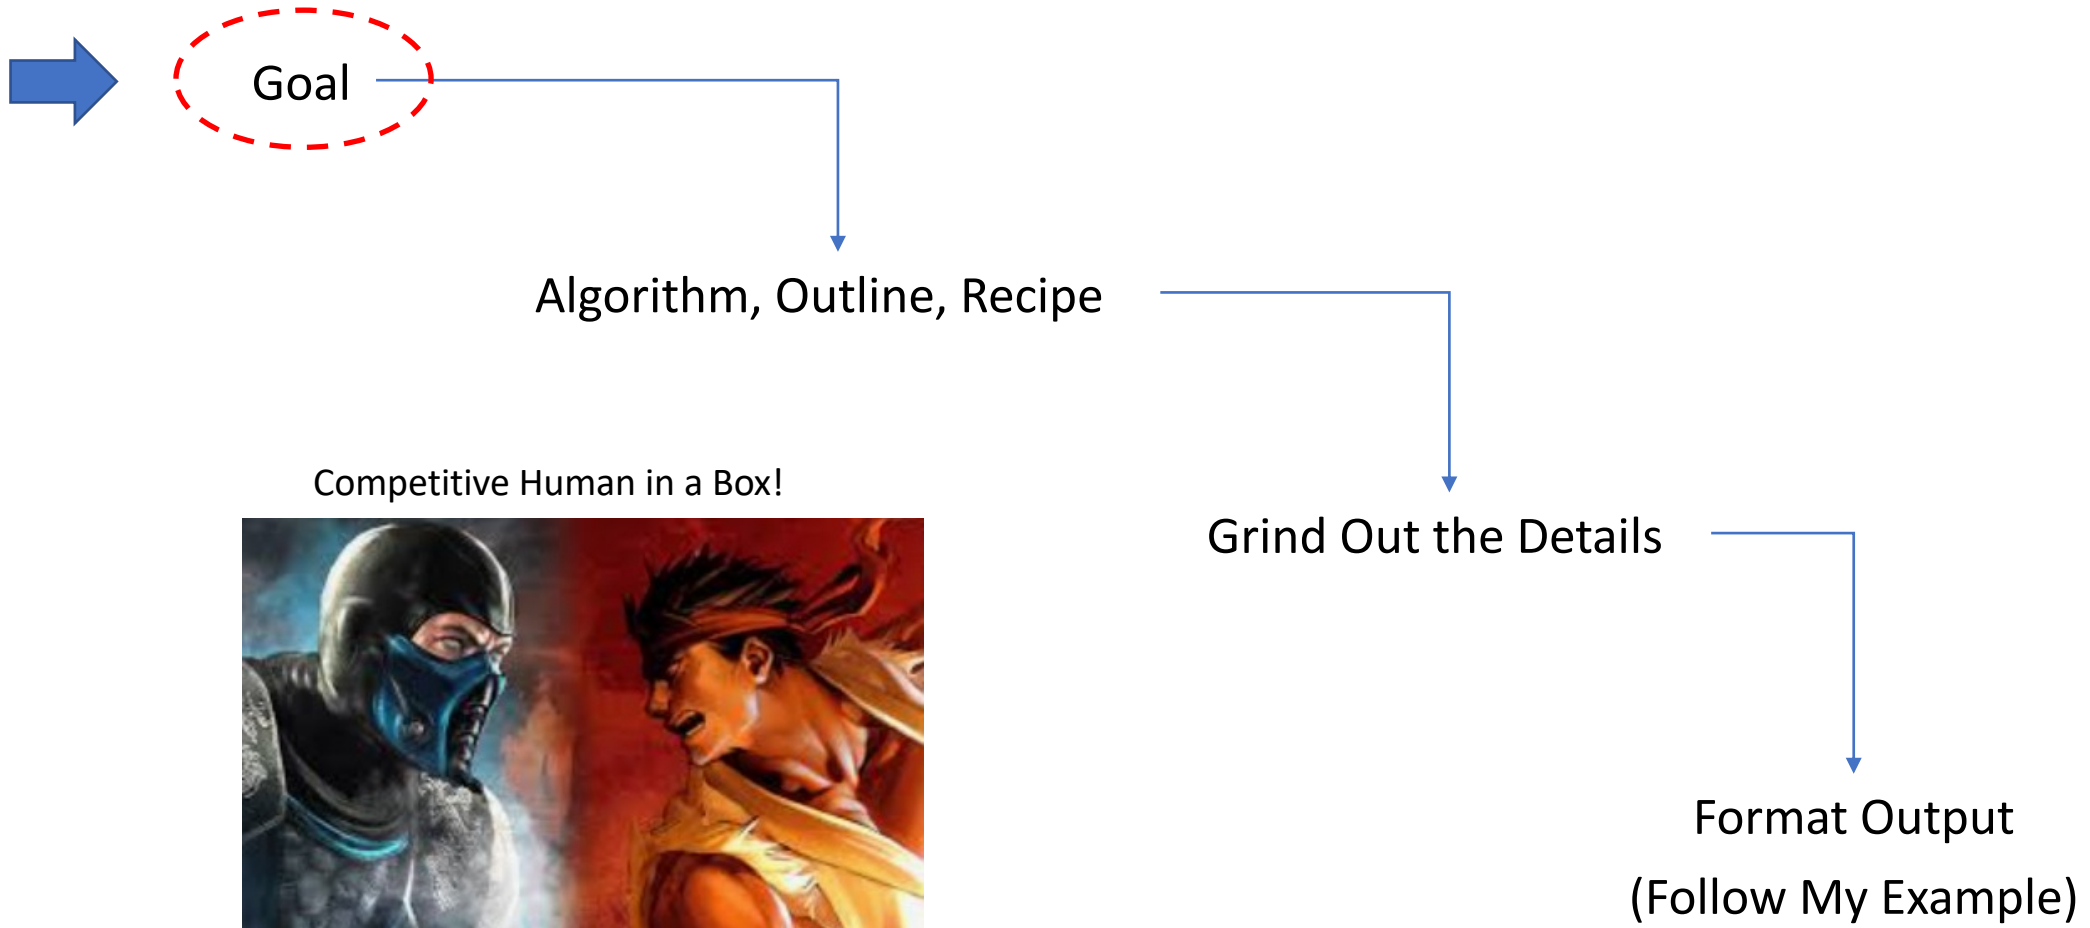 Goal
Algorithm, Outline, Recipe
Competitive Human in a Box!
Grind Out the Details
Format Output
(Follow My Example)